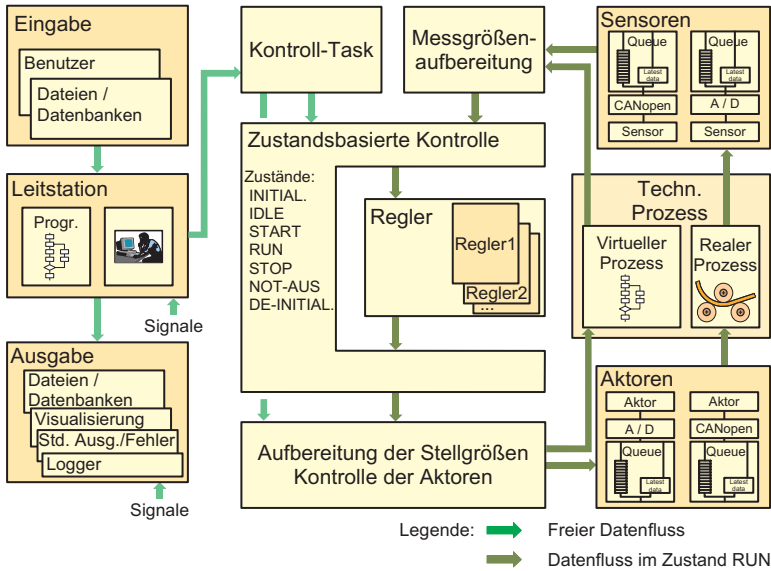 Eingabe
Benutzer
Dateien /
Datenbanken
Leitstation
Progr.
Signale
Ausgabe
Dateien /
Datenbanken
Visualisierung
Std. Ausg./Fehler
Logger
Signale
Kontroll-Task
Messgrößen-
aufbereitung
Zustandsbasierte Kontrolle
Zustände:
INITIAL.
IDLE
START
RUN
STOP
NOT-AUS
DE-INITIAL.
Regler
Regler1
Regler2
...
Aufbereitung der Stellgrößen
Kontrolle der Aktoren
Sensoren
Queue
Latest
data
CANopen
Sensor
Queue
Latest
data
A / D
Sensor
Techn.
Prozess
Virtueller
Prozess
Realer
Prozess
Aktoren
Aktor
A / D
Queue
Latest
data
Aktor
CANopen
Queue
Latest
data
Legende:
Freier Datenfluss
Datenfluss im Zustand RUN